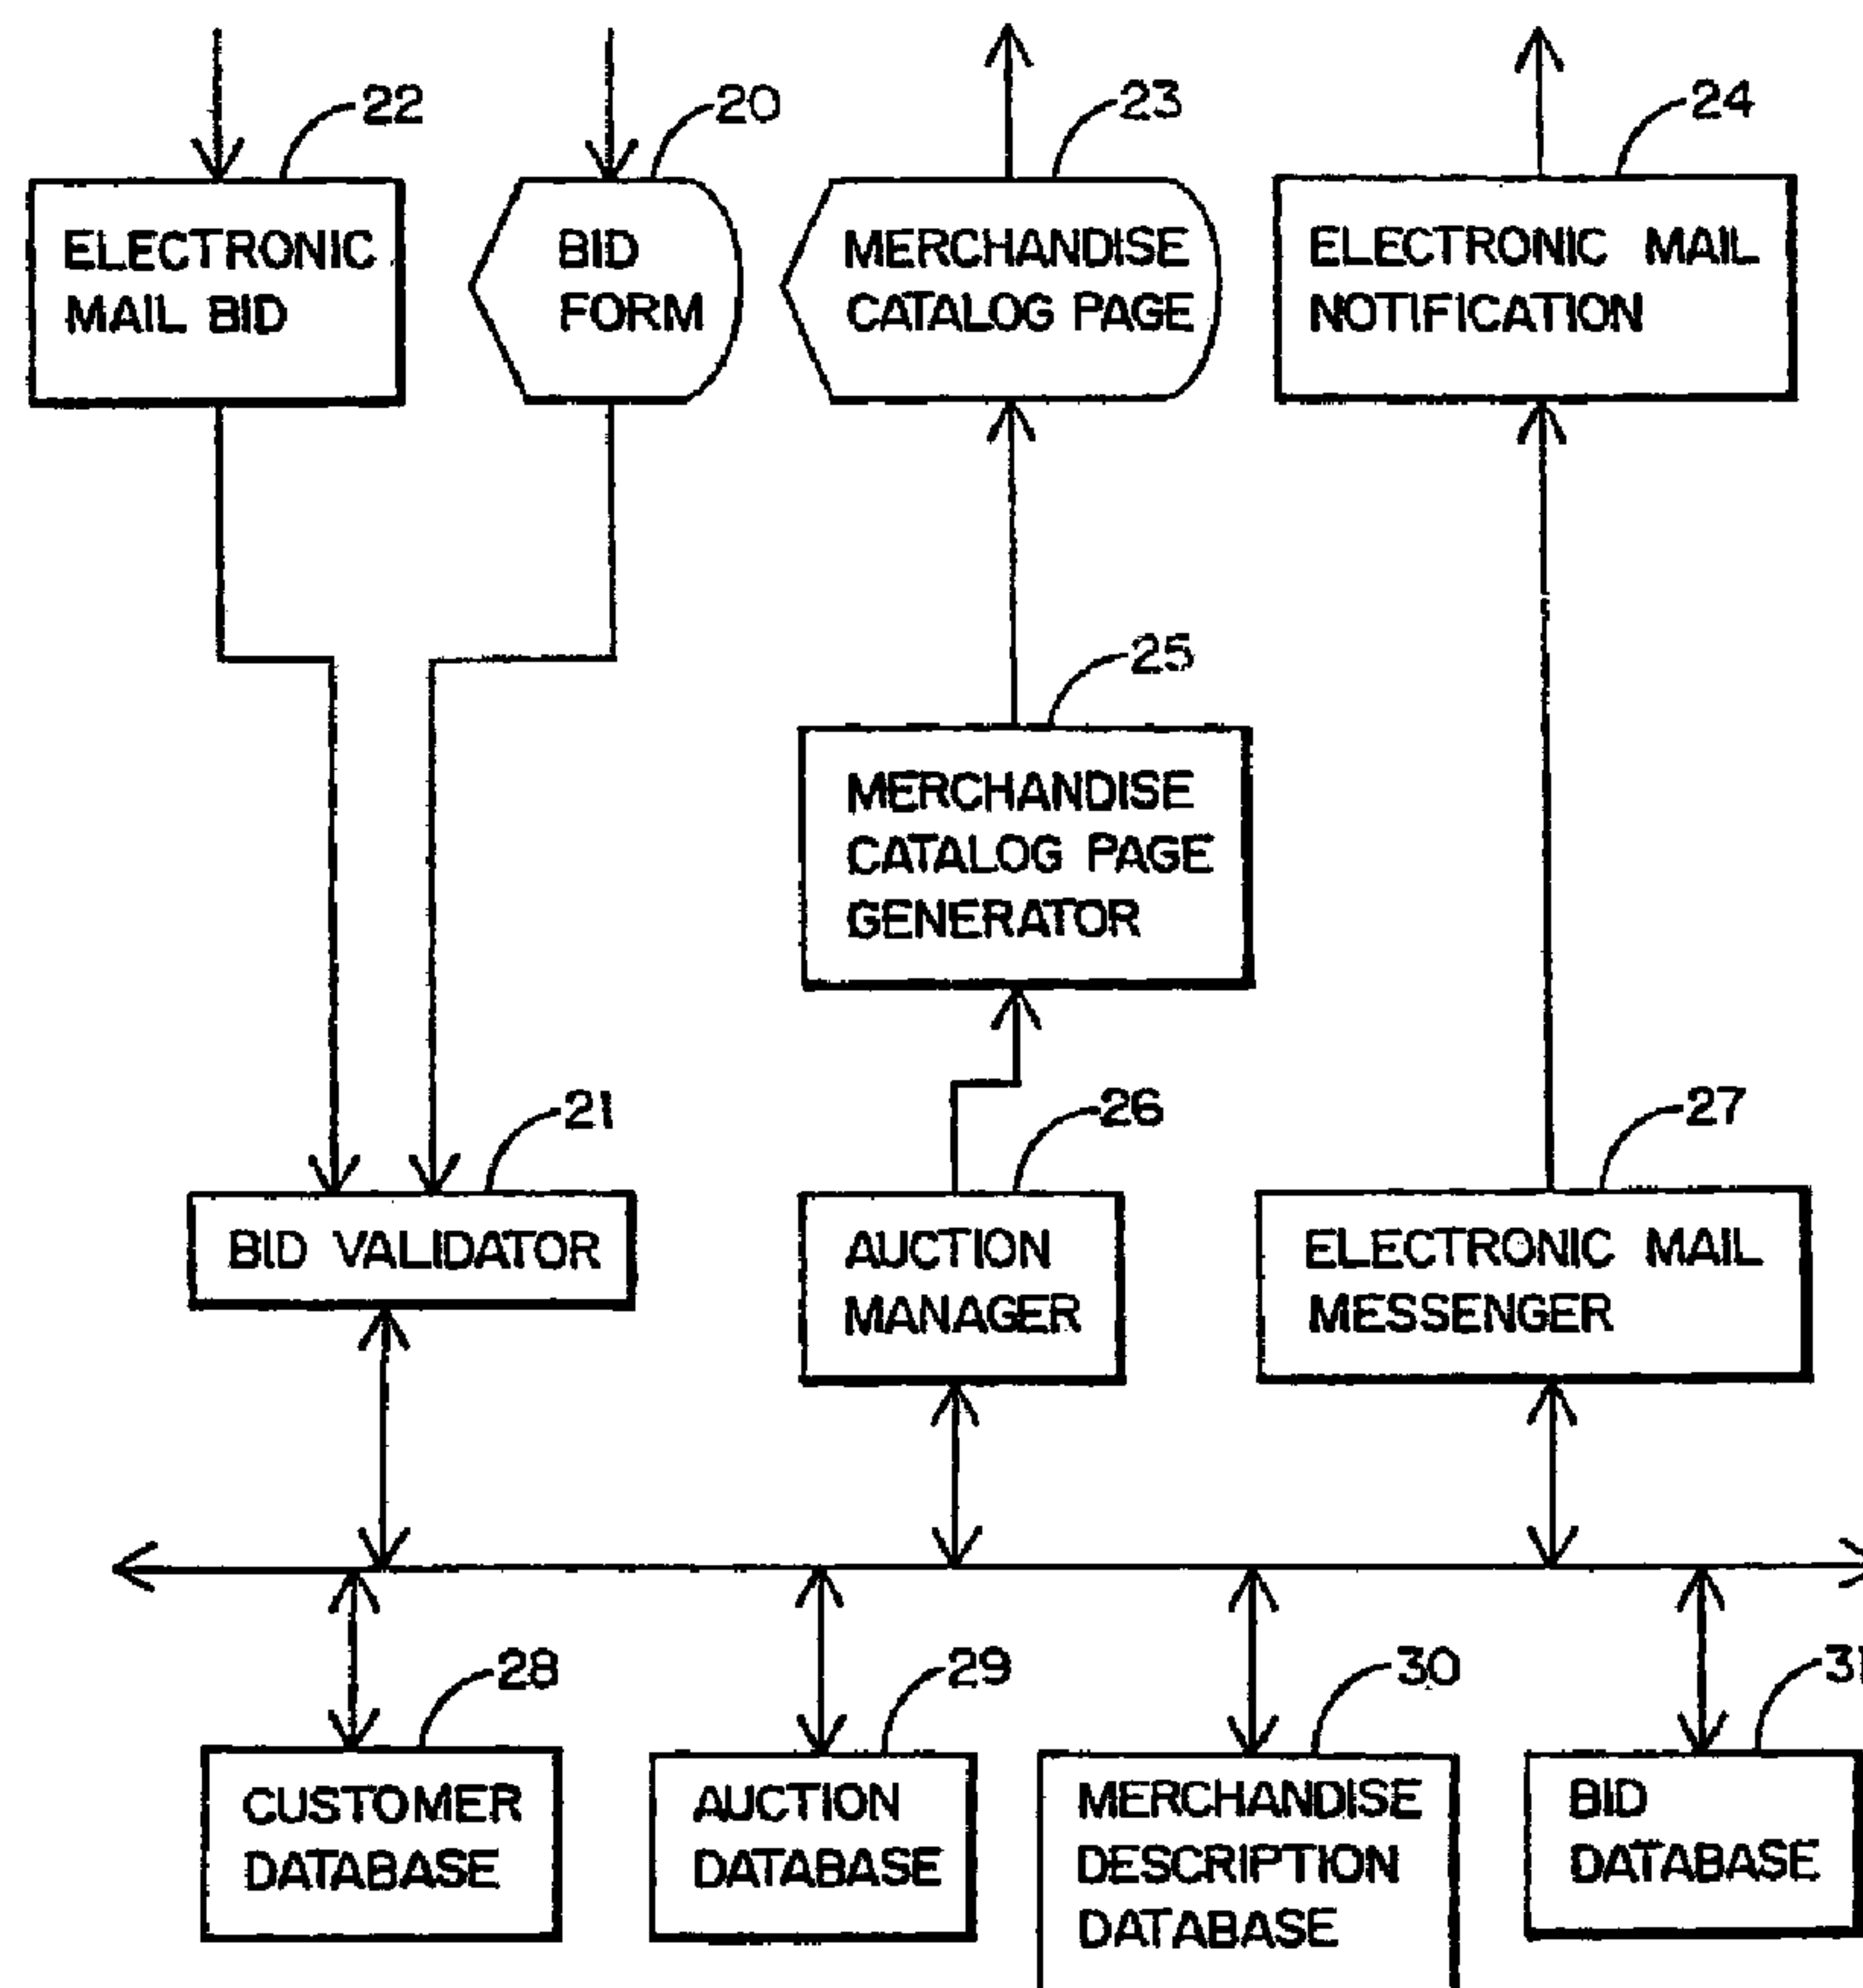 22
20
23
24
ELECTRONIC
MAIL BID
BID
FORM
MERCHANDISE
CATALOG PAGE
ELECTRONIC MAIL
NOTIFICATION
25
MERCHANDISE
CATALOG PAGE
GENERATOR
21
26
27
BID VALIDATOR
AUCTION
MANAGER
ELECTRONIC MAIL
MESSENGER
28
29
30
31
CUSTOMER
DATABASE
AUCTION
DATABASE
MERCHANDISE
DESCRIPTION
DATABASE
BID
DATABASE